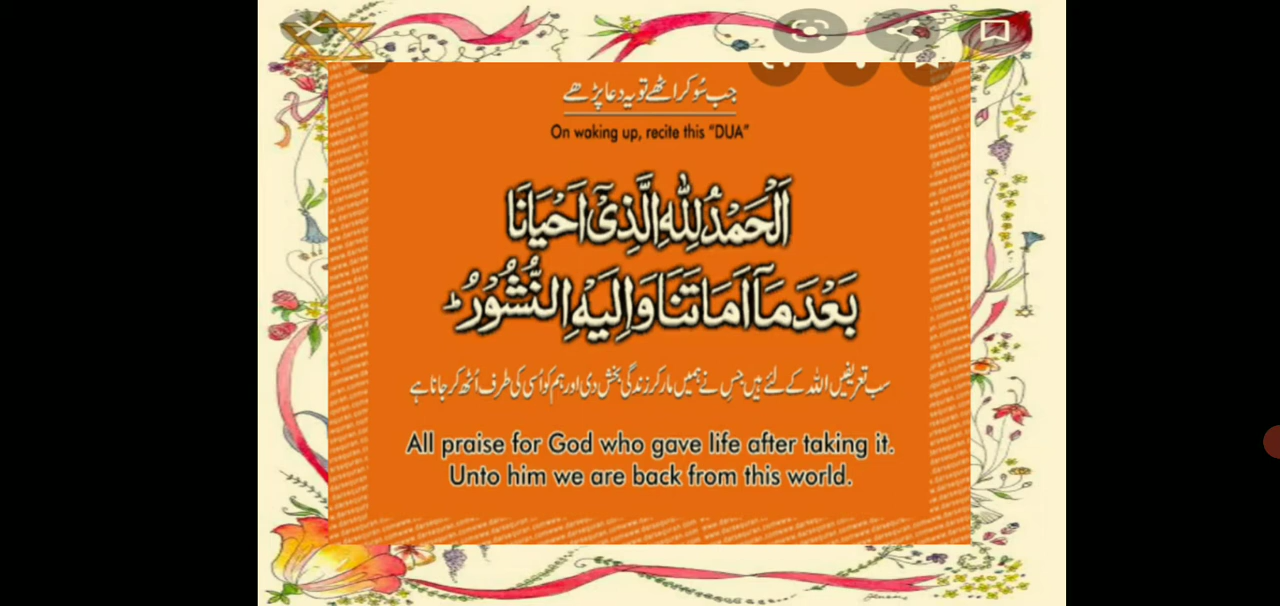 جب سُو کر اٹھے تو یہ دعا پڑھے
On waking up, recite this "DUA"
اَلْحَمْدُ لِلّٰهِ الَّذِیْٓ اَحْیَانَا
بَعْدَ مَآ اَمَاتَنَا وَاِلَیْهِ النُّشُوْرُ ؕ
سب تعریفیں اللہ کے لئے ہیں جس نے ہمیں مار کر زندگی بخش دی اور ہم کو اُسی کی طرف اُٹھ کر جانا ہے
All praise for God who gave life after taking it.
Unto him we are back from this world.